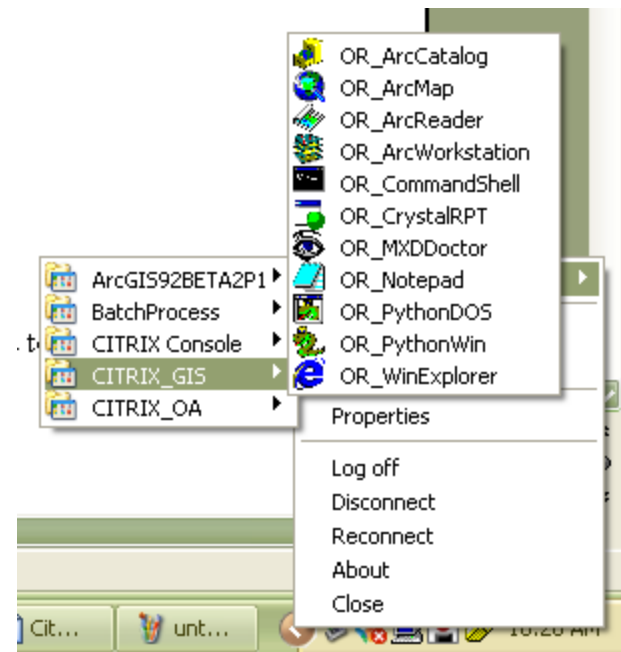 OR_ArcCatalog
OR_ArcMap
OR_ArcReader
OR_ArcWorkstation
OR_CommandShell
OR_CrystalRPT
OR_MXDDoctor
OR_Notepad
OR_PythonDOS
OR_PythonWin
OR_WinExplorer
ArcGIS92BETA2P1
BatchProcess
CITRIX Console
CITRIX_GIS
CITRIX_OA
Properties
Log off
Disconnect
Reconnect
About
Close
Cit...
unt...